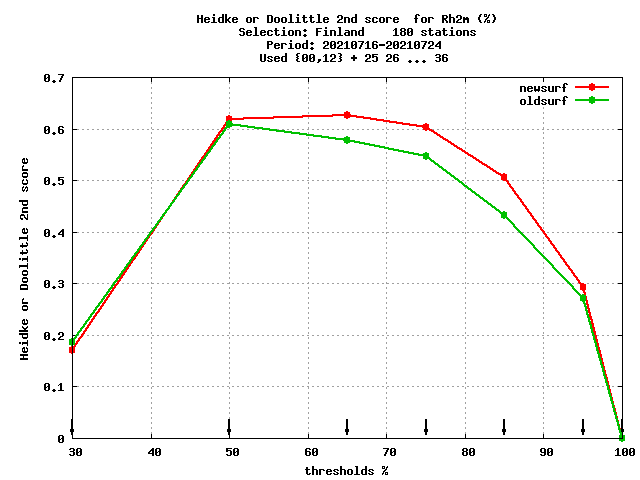 Heidke or Doolittle 2nd score  for Rh2m (%)
Selection: Finland    180 stations
Period: 20210716-20210724
Used {00,12} + 25 26 ... 36
newsurf
oldsurf
Heidke or Doolittle 2nd score
0.7
0.6
0.5
0.4
0.3
0.2
0.1
0
30 40 50 60 70 80 90 100
thresholds %